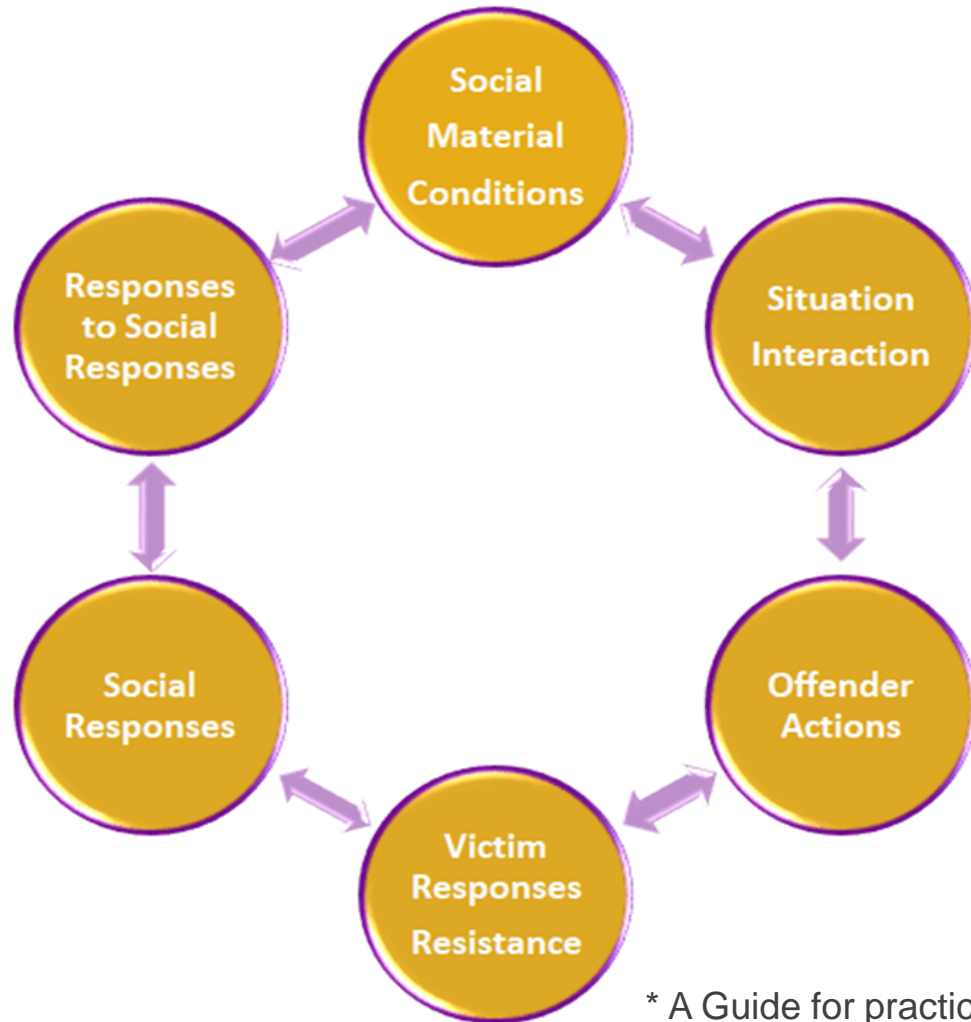 Social
Material
Conditions
Situation
Interaction
Offender
Actions
Victim
Responses
Resistance
Social
Responses
Responses
to Social
Responses
* A Guide for practic